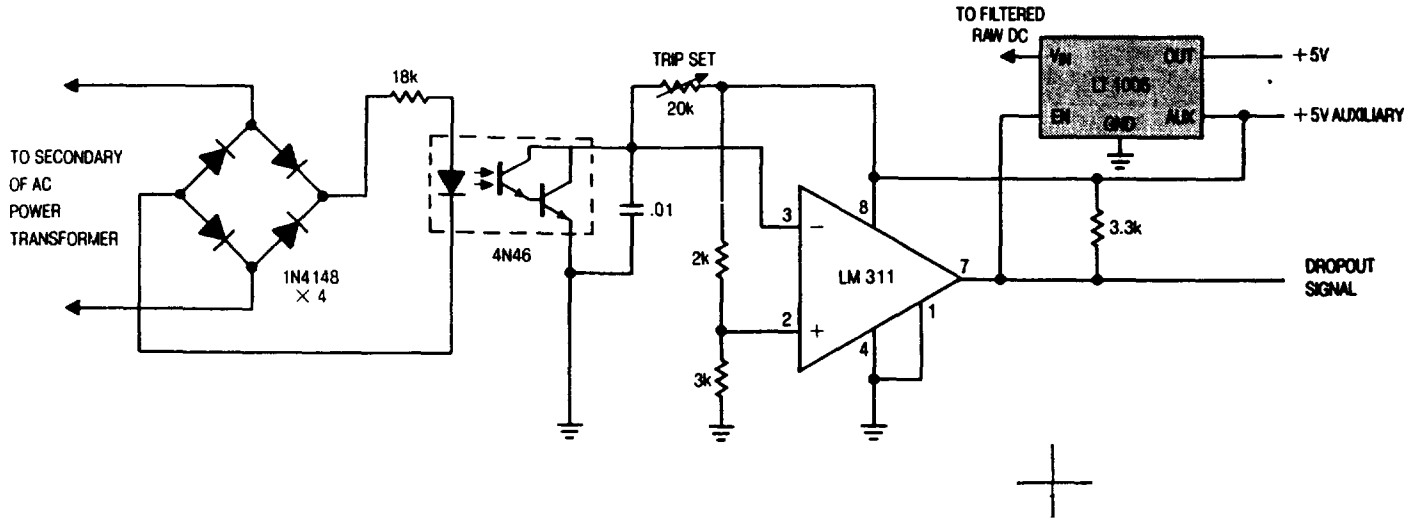 TO SECONDARY
OF AC
POWER
TRANSFORMER
1N4148
× 4
18k
4N46
TRIP SET
20k
.01
2k
3k
3
−
2
+
8
LM 311
7
1
4
TO FILTERED
RAW DC
VIN
OUT
LT 1005
EN
AUX
GND
+5V
+5V AUXILIARY
3.3k
DROPOUT
SIGNAL